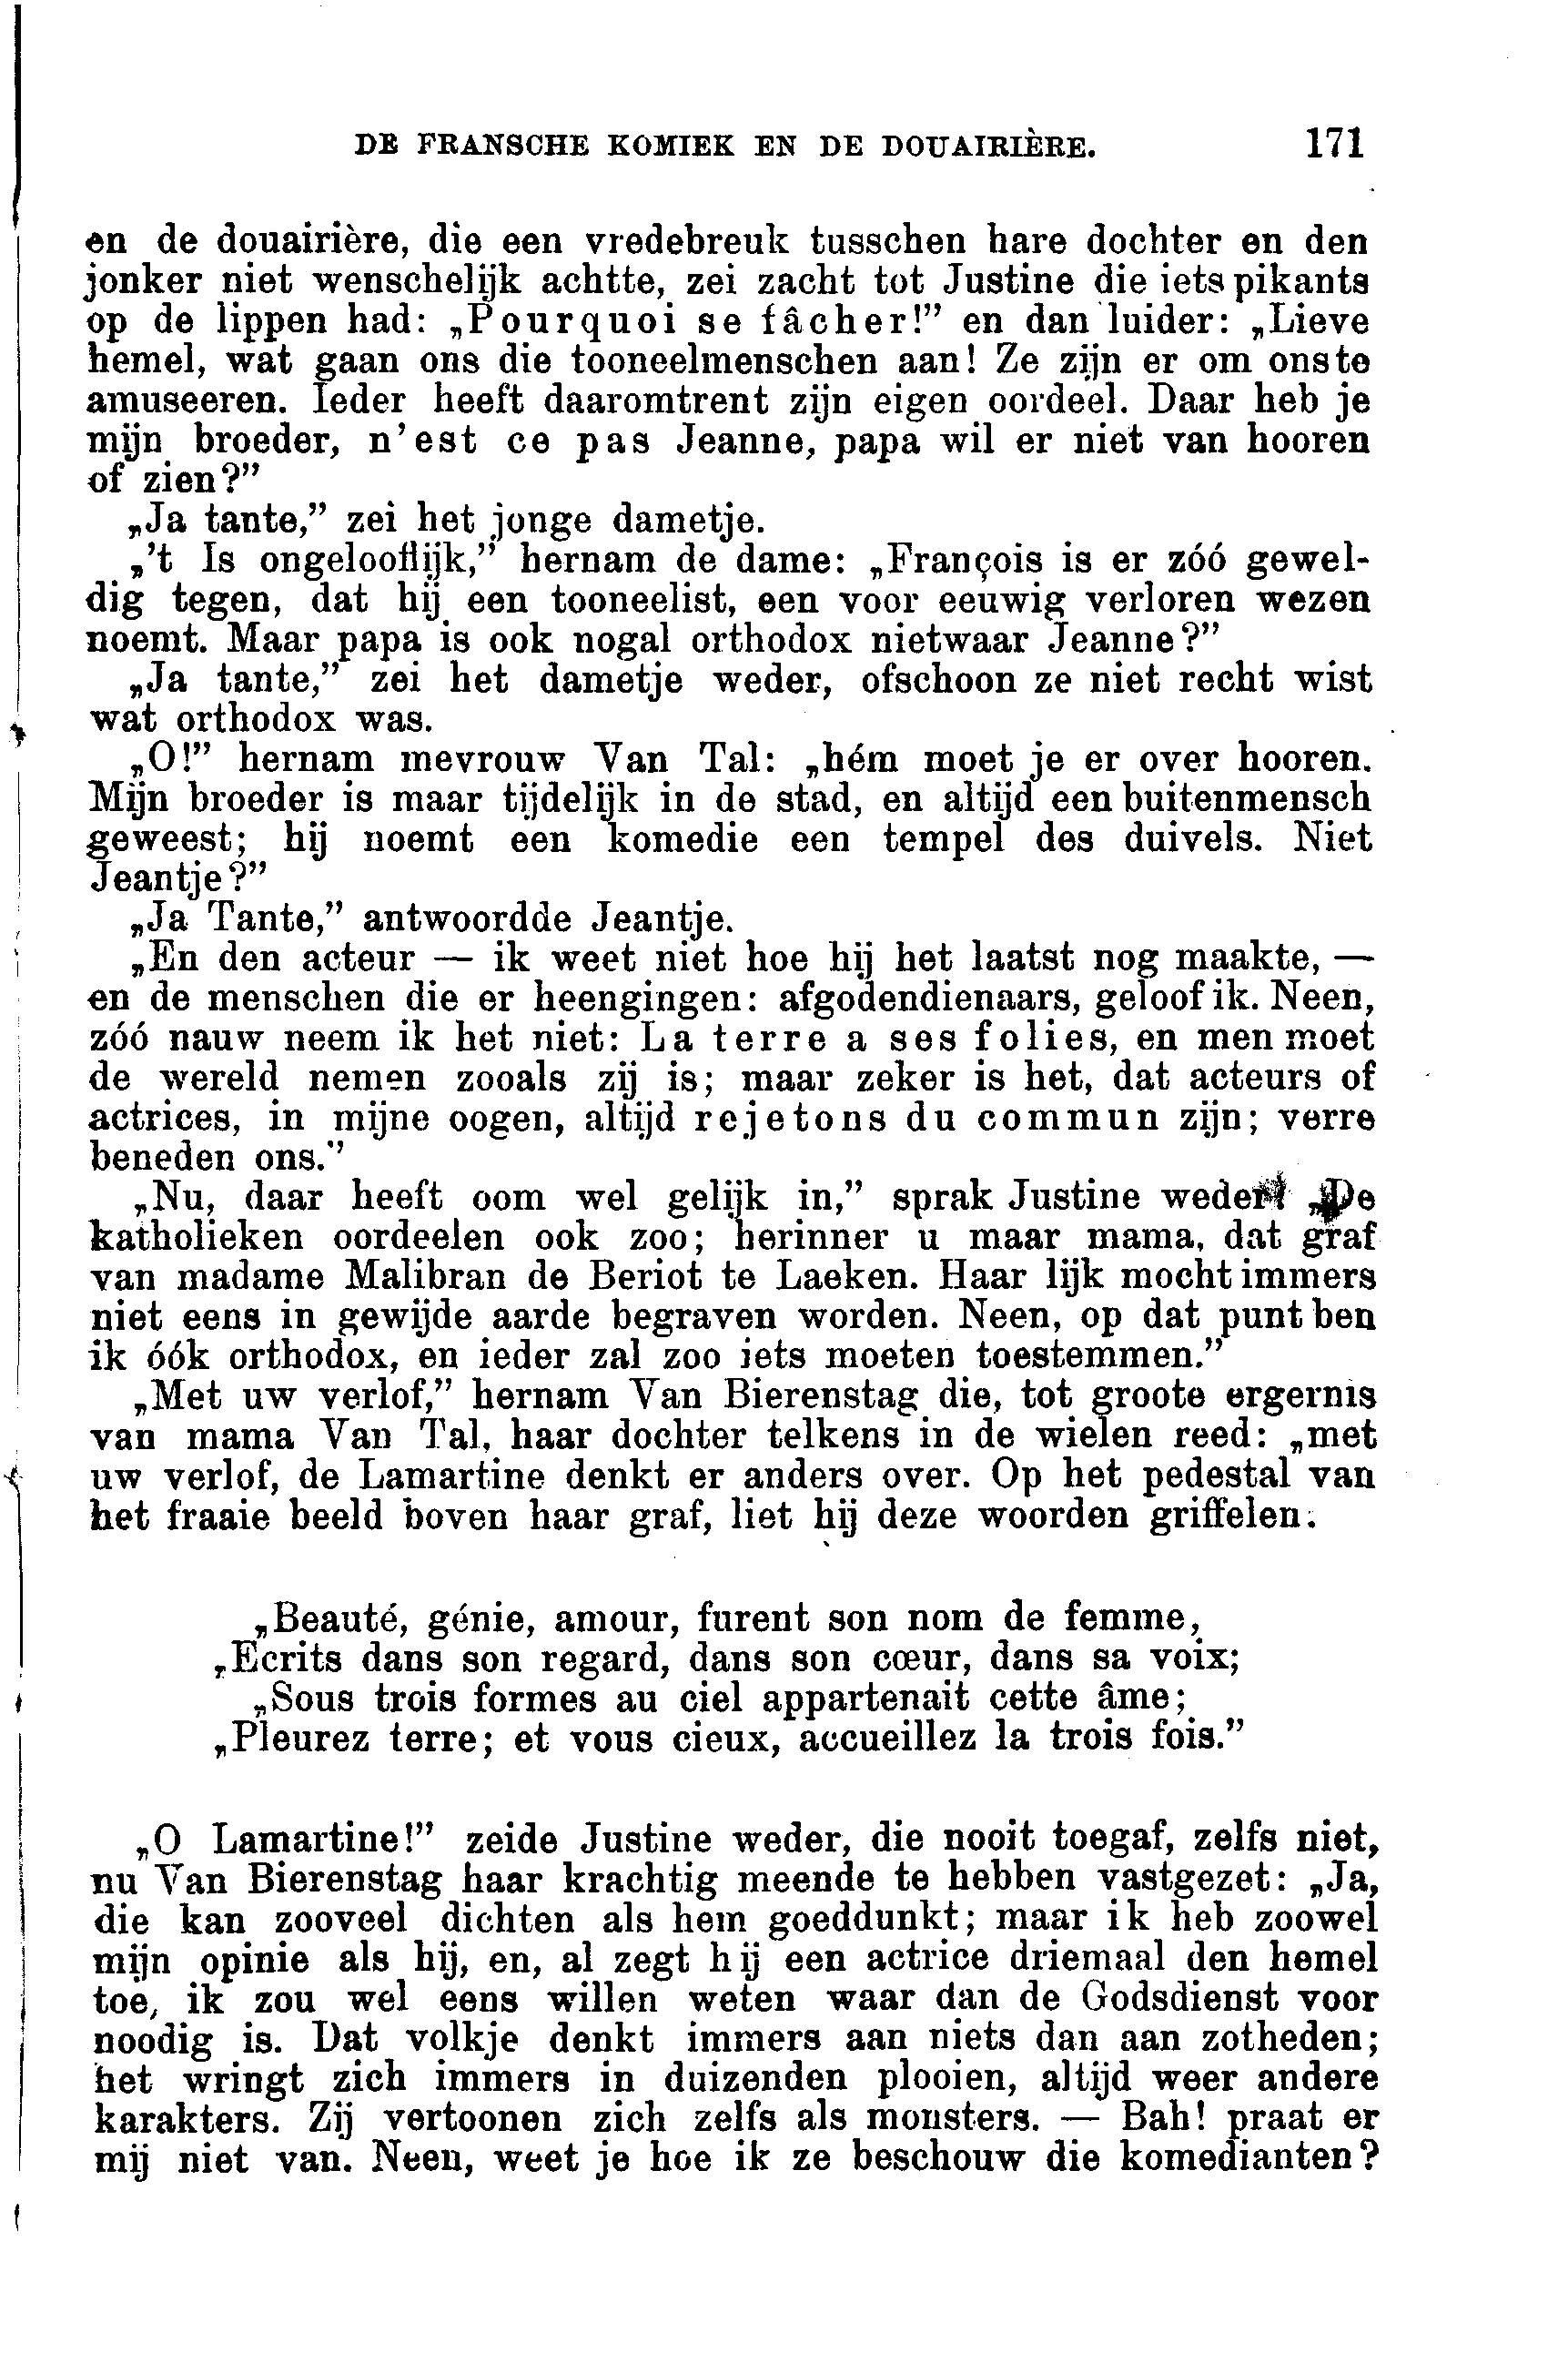 DE FRANSCHE KOMIEK EN DE DOUAIRIÈRE. 171
en de douairière, die een vredebreuk tusschen hare dochter en den
jonker niet wenschelijk achtte, zei zacht tot Justine die iets pikants
op de lippen had: „Pourquoi se fâcher!” en dan luider: „Lieve
hemel, wat gaan ons die tooneelmenschen aan! Ze zijn er om ons te
amuseeren. Ieder heeft daaromtrent zijn eigen oordeel. Daar heb je
mijn broeder, n’est ce pas Jeanne, papa wil er niet van hooren
of zien?”
„Ja tante,” zei het jonge dametje.
„’t Is ongelooflijk,” hernam de dame: „François is er zóó gewel-
dig tegen, dat hij een tooneelist, een voor eeuwig verloren wezen
noemt. Maar papa is ook nogal orthodox nietwaar Jeanne?”
„Ja tante,” zei het dametje weder, ofschoon ze niet recht wist
wat orthodox was.
„O!” hernam mevrouw Van Tal: „hém moet je er over hooren.
Mijn broeder is maar tijdelijk in de stad, en altijd een buitenmensch
geweest; hij noemt een komedie een tempel des duivels. Niet
Jeantje?”
„Ja Tante,” antwoordde Jeantje.
„En den acteur — ik weet niet hoe hij het laatst nog maakte, —
en de menschen die er heengingen: afgodendienaars, geloof ik. Neen,
zóó nauw neem ik het niet: La terre a ses folies, en men moet
de wereld nemen zooals zij is; maar zeker is het, dat acteurs of
actrices, in mijne oogen, altijd rejetons du commun zijn; verre
beneden ons.”
„Nu, daar heeft oom wel gelijk in,” sprak Justine weder: „De
katholieken oordeelen ook zoo; herinner u maar mama, dat graf
van madame Malibran de Beriot te Laeken. Haar lijk mocht immers
niet eens in gewijde aarde begraven worden. Neen, op dat punt ben
ik óók orthodox, en ieder zal zoo iets moeten toestemmen.”
„Met uw verlof,” hernam Van Bierenstag die, tot groote ergernis
van mama Van Tal, haar dochter telkens in de wielen reed: „met
uw verlof, de Lamartine denkt er anders over. Op het pedestal van
het fraaie beeld boven haar graf, liet hij deze woorden griffelen:
„Beauté, génie, amour, furent son nom de femme,
„Ecrits dans son regard, dans son cœur, dans sa voix;
„Sous trois formes au ciel appartenait cette âme;
„Pleurez terre; et vous cieux, accueillez la trois fois.”
„O Lamartine!” zeide Justine weder, die nooit toegaf, zelfs niet,
nu Van Bierenstag haar krachtig meende te hebben vastgezet: „Ja,
die kan zooveel dichten als hem goeddunkt; maar ik heb zoowel
mijn opinie als hij, en, al zegt hij een actrice driemaal den hemel
toe, ik zou wel eens willen weten waar dan de Godsdienst voor
noodig is. Dat volkje denkt immers aan niets dan aan zotheden;
het wringt zich immers in duizenden plooien, altijd weer andere
karakters. Zij vertoonen zich zelfs als monsters. — Bah! praat er
mij niet van. Neen, weet je hoe ik ze beschouw die komedianten?